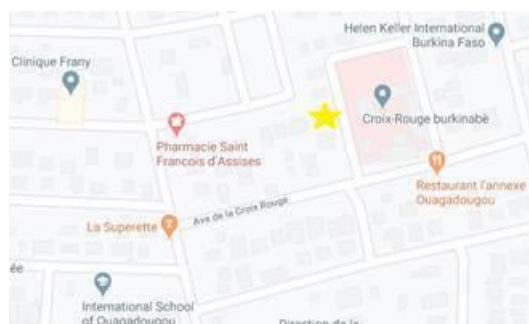 Helen Keller International
Burkina Faso
Clinique Frany
Croix-Rouge burkinabè
Pharmacie Saint
Francois d'Assises
Restaurant l'annexe
Ouagadougou
Ave de la Croix Rouge
La Superette
ée
International School
of Ouagadougou
Direction de la